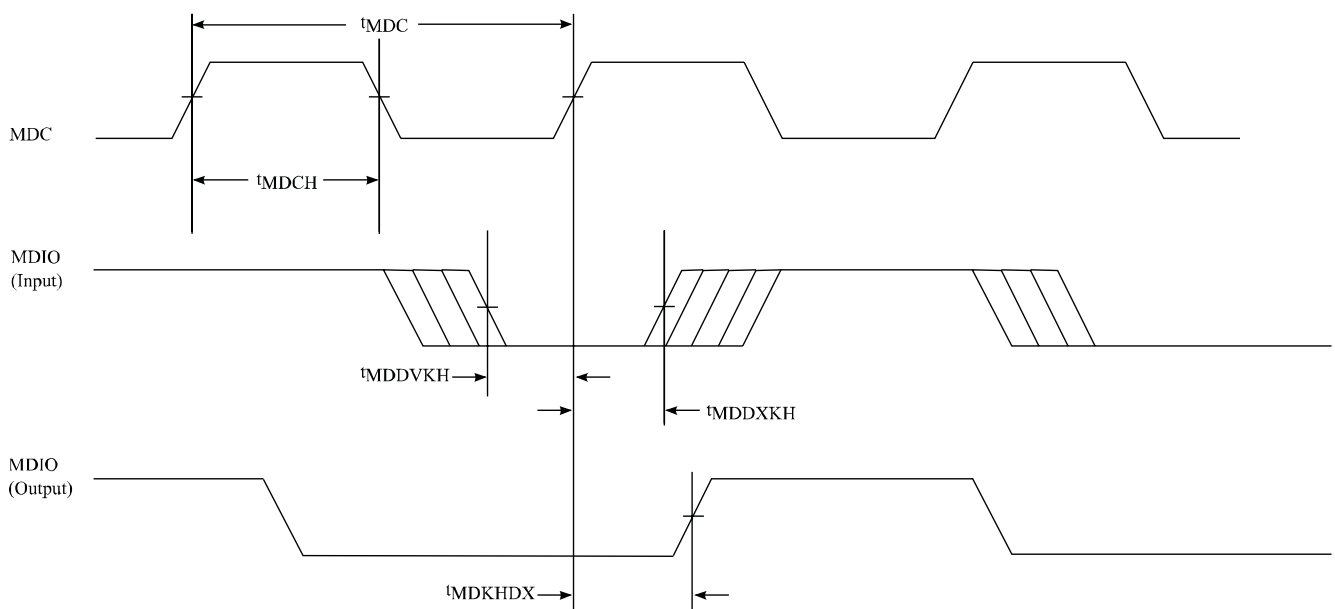 tMDC
MDC
tMDCH
MDIO
(Input)
tMDDVKH
tMDDXKH
MDIO
(Output)
tMDKHDX